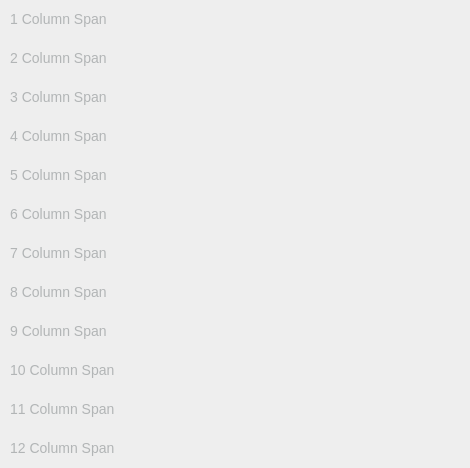 1 Column Span
2 Column Span
3 Column Span
4 Column Span
5 Column Span
6 Column Span
7 Column Span
8 Column Span
9 Column Span
10 Column Span
11 Column Span
12 Column Span